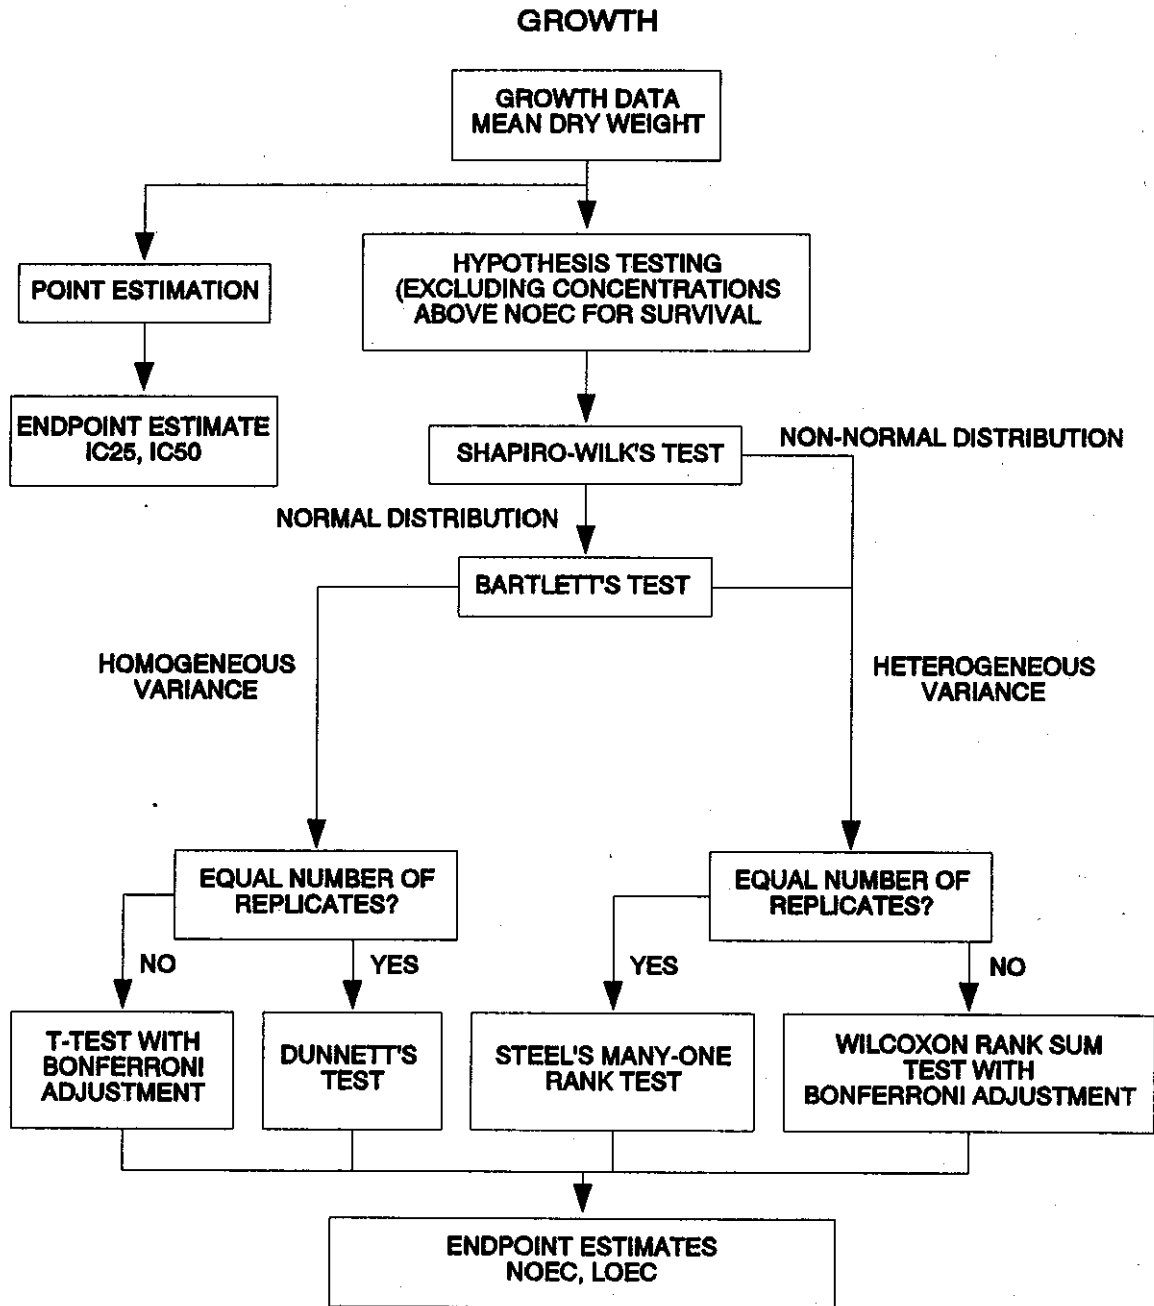 GROWTH
GROWTH DATA
MEAN DRY WEIGHT
HYPOTHESIS TESTING
(EXCLUDING CONCENTRATIONS
ABOVE NOEC FOR SURVIVAL
POINT ESTIMATION
ENDPOINT ESTIMATE
IC25, IC50
SHAPIRO-WILK'S TEST
NON-NORMAL DISTRIBUTION
NORMAL DISTRIBUTION
BARTLETT'S TEST
HOMOGENEOUS
VARIANCE
HETEROGENEOUS
VARIANCE
EQUAL NUMBER OF
REPLICATES?
EQUAL NUMBER OF
REPLICATES?
NO
YES
YES
NO
T-TEST WITH
BONFERRONI
ADJUSTMENT
DUNNETT'S
TEST
STEEL'S MANY-ONE
RANK TEST
WILCOXON RANK SUM
TEST WITH
BONFERRONI ADJUSTMENT
ENDPOINT ESTIMATES
NOEC, LOEC